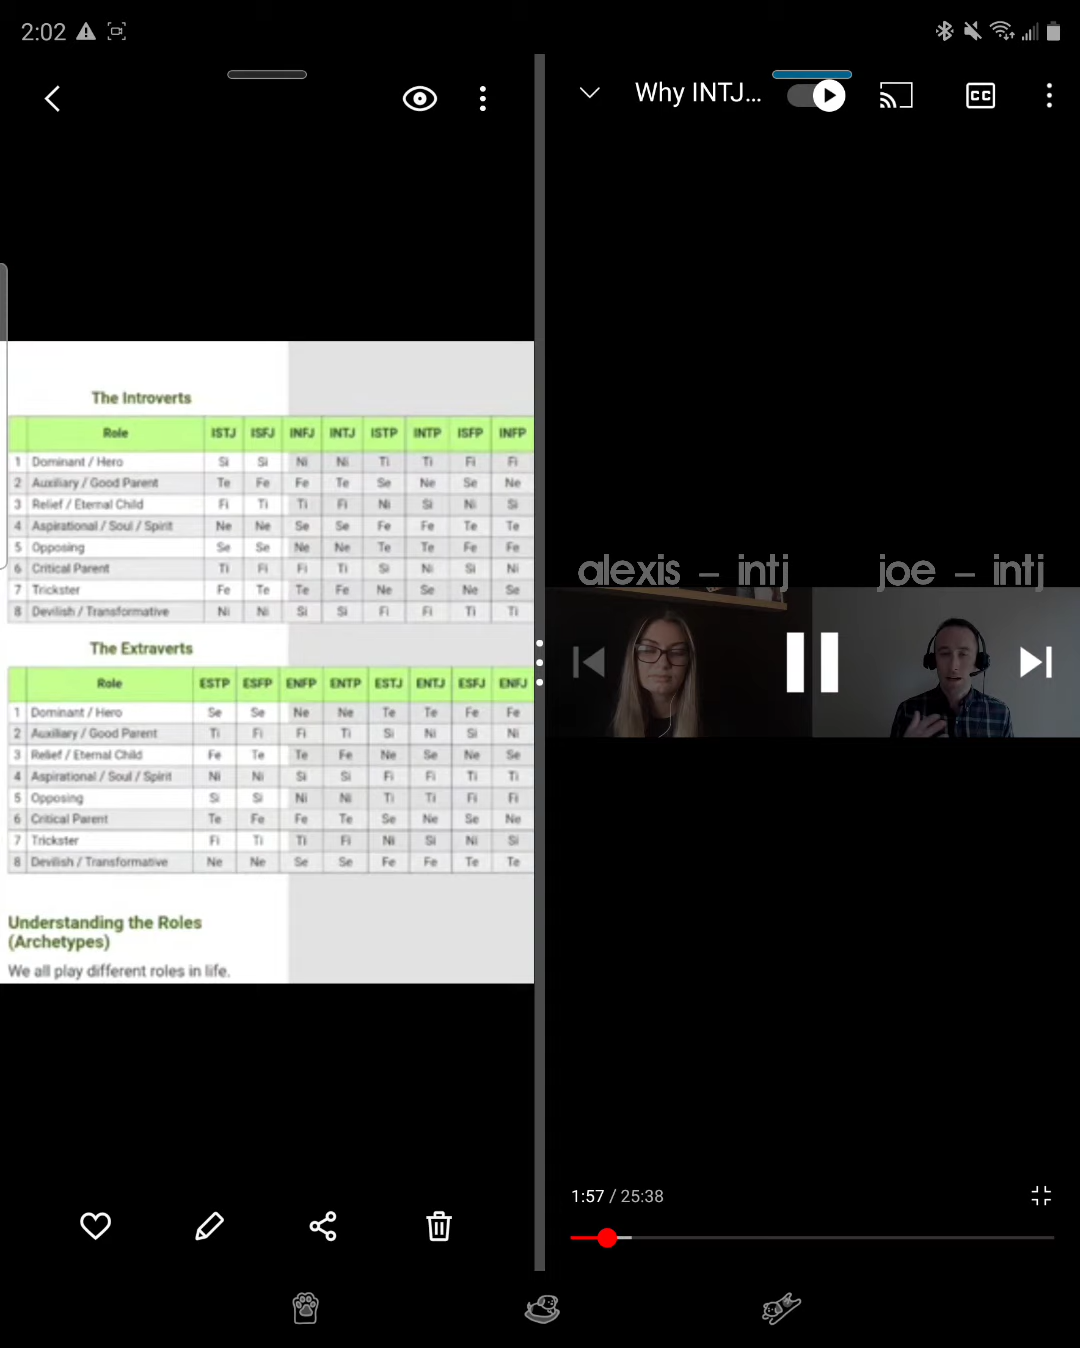 2:02
Why INTJ...
CC
The Introverts
Role ISTJ ISFJ INFJ INTJ ISTP INTP ISFP INFP
1 Dominant / Hero Si Si Ni Ni Ti Ti Fi Fi
2 Auxiliary / Good Parent Te Fe Fe Te Se Ne Se Ne
3 Relief / Eternal Child Fi Ti Ti Fi Ni Si Ni Si
4 Aspirational / Soul / Spirit Ne Ne Se Se Fe Fe Te Te
5 Opposing Se Se Ne Ne Te Te Fe Fe
6 Critical Parent Ti Fi Fi Ti Si Ni Si Ni
7 Trickster Fe Te Te Fe Ne Se Ne Se
8 Devilish / Transformative Ni Ni Si Si Fi Fi Ti Ti
The Extraverts
Role ESTP ESFP ENFP ENTP ESTJ ENTJ ESFJ ENFJ
1 Dominant / Hero Se Se Ne Ne Te Te Fe Fe
2 Auxiliary / Good Parent Ti Fi Fi Ti Si Ni Si Ni
3 Relief / Eternal Child Fe Te Te Fe Ne Se Ne Se
4 Aspirational / Soul / Spirit Ni Ni Si Si Fi Fi Ti Ti
5 Opposing Si Si Ni Ni Ti Ti Fi Fi
6 Critical Parent Te Fe Fe Te Se Ne Se Ne
7 Trickster Fi Ti Ti Fi Ni Si Ni Si
8 Devilish / Transformative Ne Ne Se Se Fe Fe Te Te
Understanding the Roles
(Archetypes)
We all play different roles in life.
alexis – intj joe – intj
1:57 / 25:38